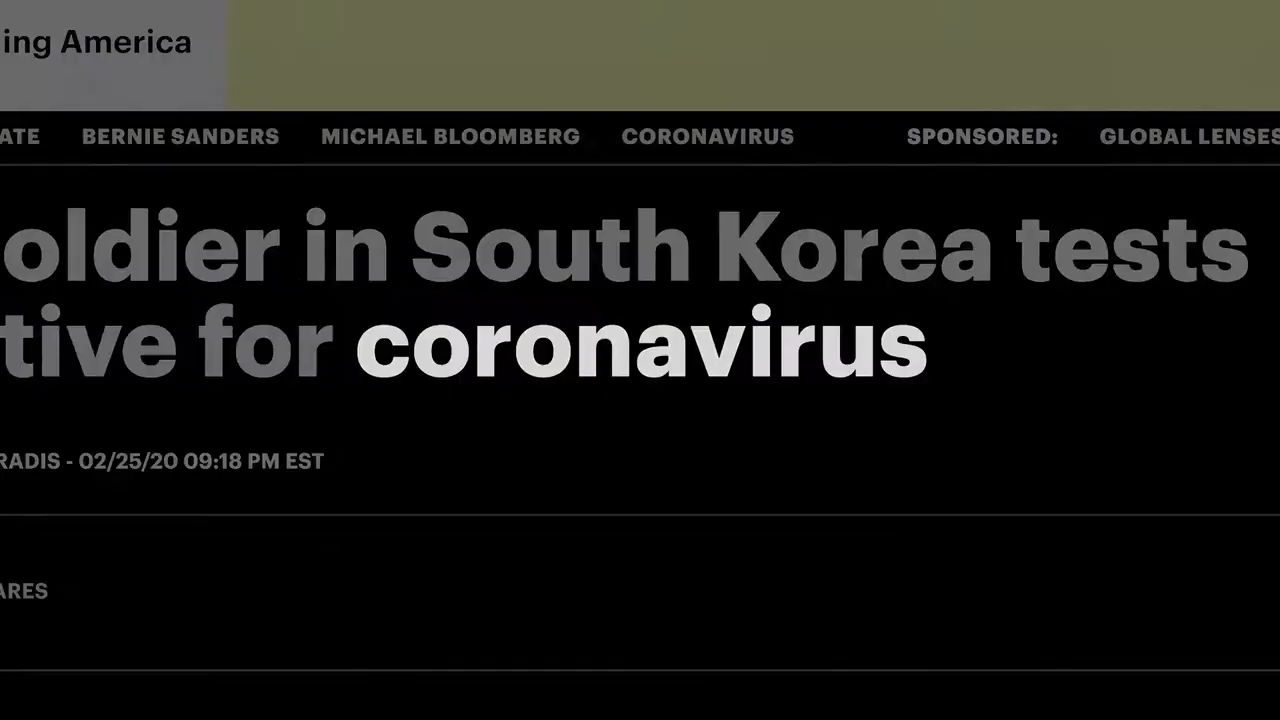 ing America
ATE BERNIE SANDERS MICHAEL BLOOMBERG CORONAVIRUS SPONSORED: GLOBAL LENSES
oldier in South Korea tests
tive for coronavirus
RADIS - 02/25/20 09:18 PM EST
ARES